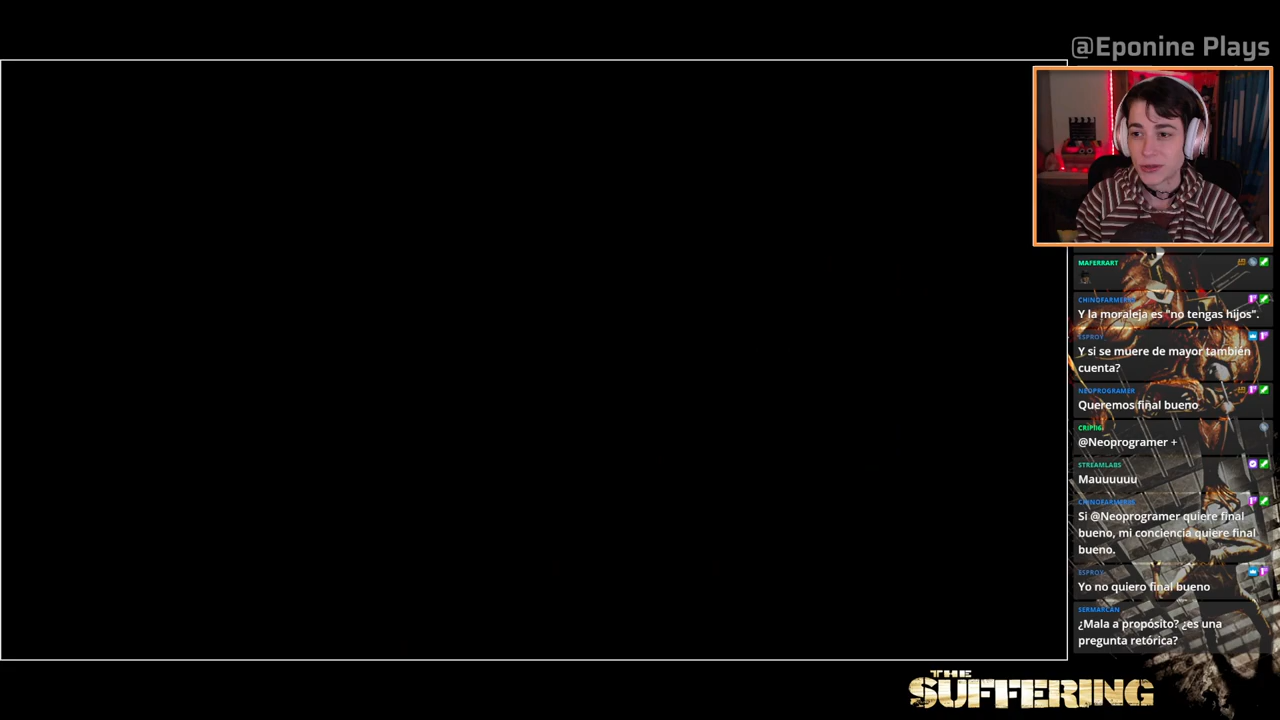 @Eponine Plays
MAFERRART
Y la moraleja es "no tengas hijos".
ESPROY
Y si se muere de mayor también
cuenta?
NEOPROGRAMER
Queremos final bueno
@Neoprogramer +
STREAMLABS
Mauuuuuu
Si @Neoprogramer quiere final
bueno, mi conciencia quiere final
bueno.
ESPROY
Yo no quiero final bueno
SERMARCAN
¿Mala a propósito? ¿es una
pregunta retórica?
THE
SUFFERING